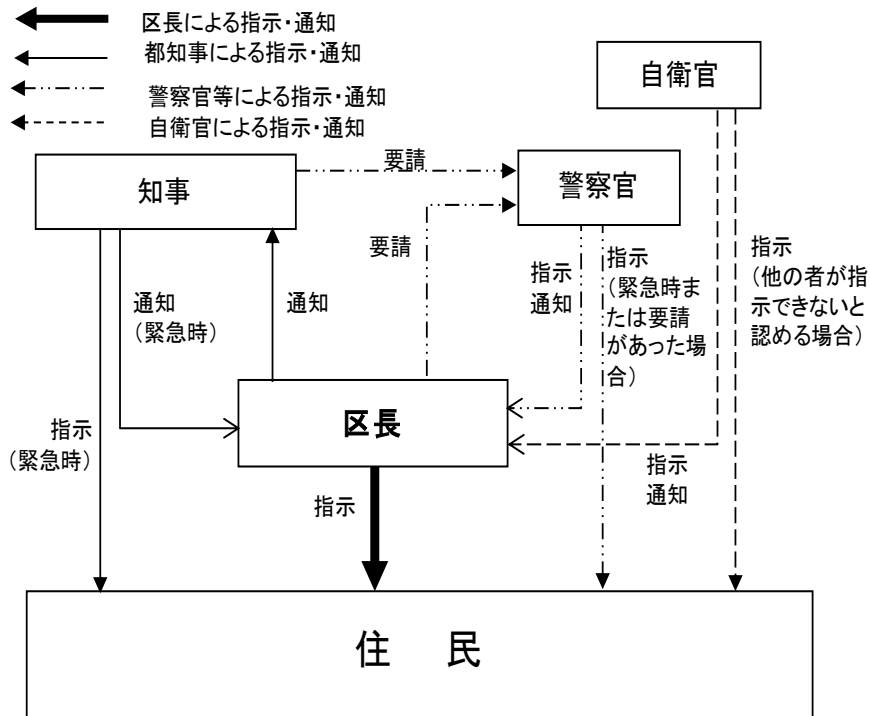 区長による指示・通知
都知事による指示・通知
警察官等による指示・通知
自衛官による指示・通知
自衛官
知事
要請
警察官
要請
指示
通知
指示
（緊急時ま
たは要請
があった場
合）
指示
（他の者が指
示できないと
認める場合）
通知
（緊急時）
通知
区長
指示
（緊急時）
指示
通知
指示
住　民